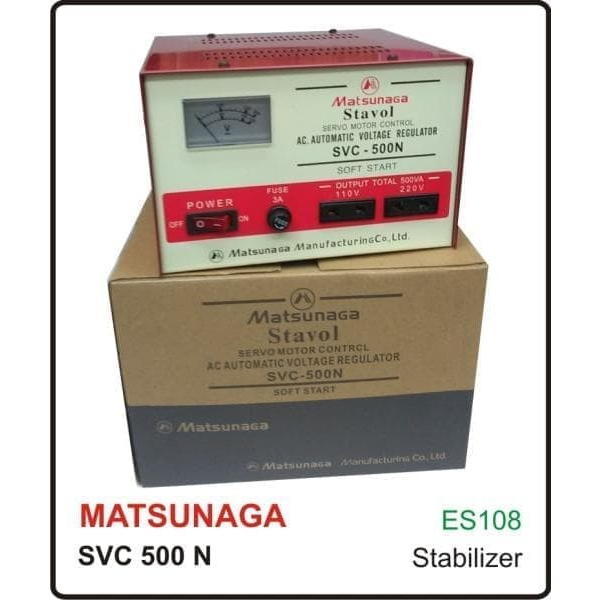 Matsunaga
Stavol
SERVO MOTOR CONTROL
AC. AUTOMATIC VOLTAGE REGULATOR
SVC - 500N
SOFT START
V
POWER
OFF
ON
FUSE
3A
OUTPUT TOTAL 500VA
110V 220V
Matsunaga Manufacturing Co., Ltd.
Matsunaga
Stavol
SERVO MOTOR CONTRCL
AC AUTOMATIC VOLTAGE REGULATOR
SVC-500N
SOFT START
Matsunaga
Matsunaga Manufacturing Co., Ltd.
MATSUNAGA
ES108
SVC 500 N
Stabilizer